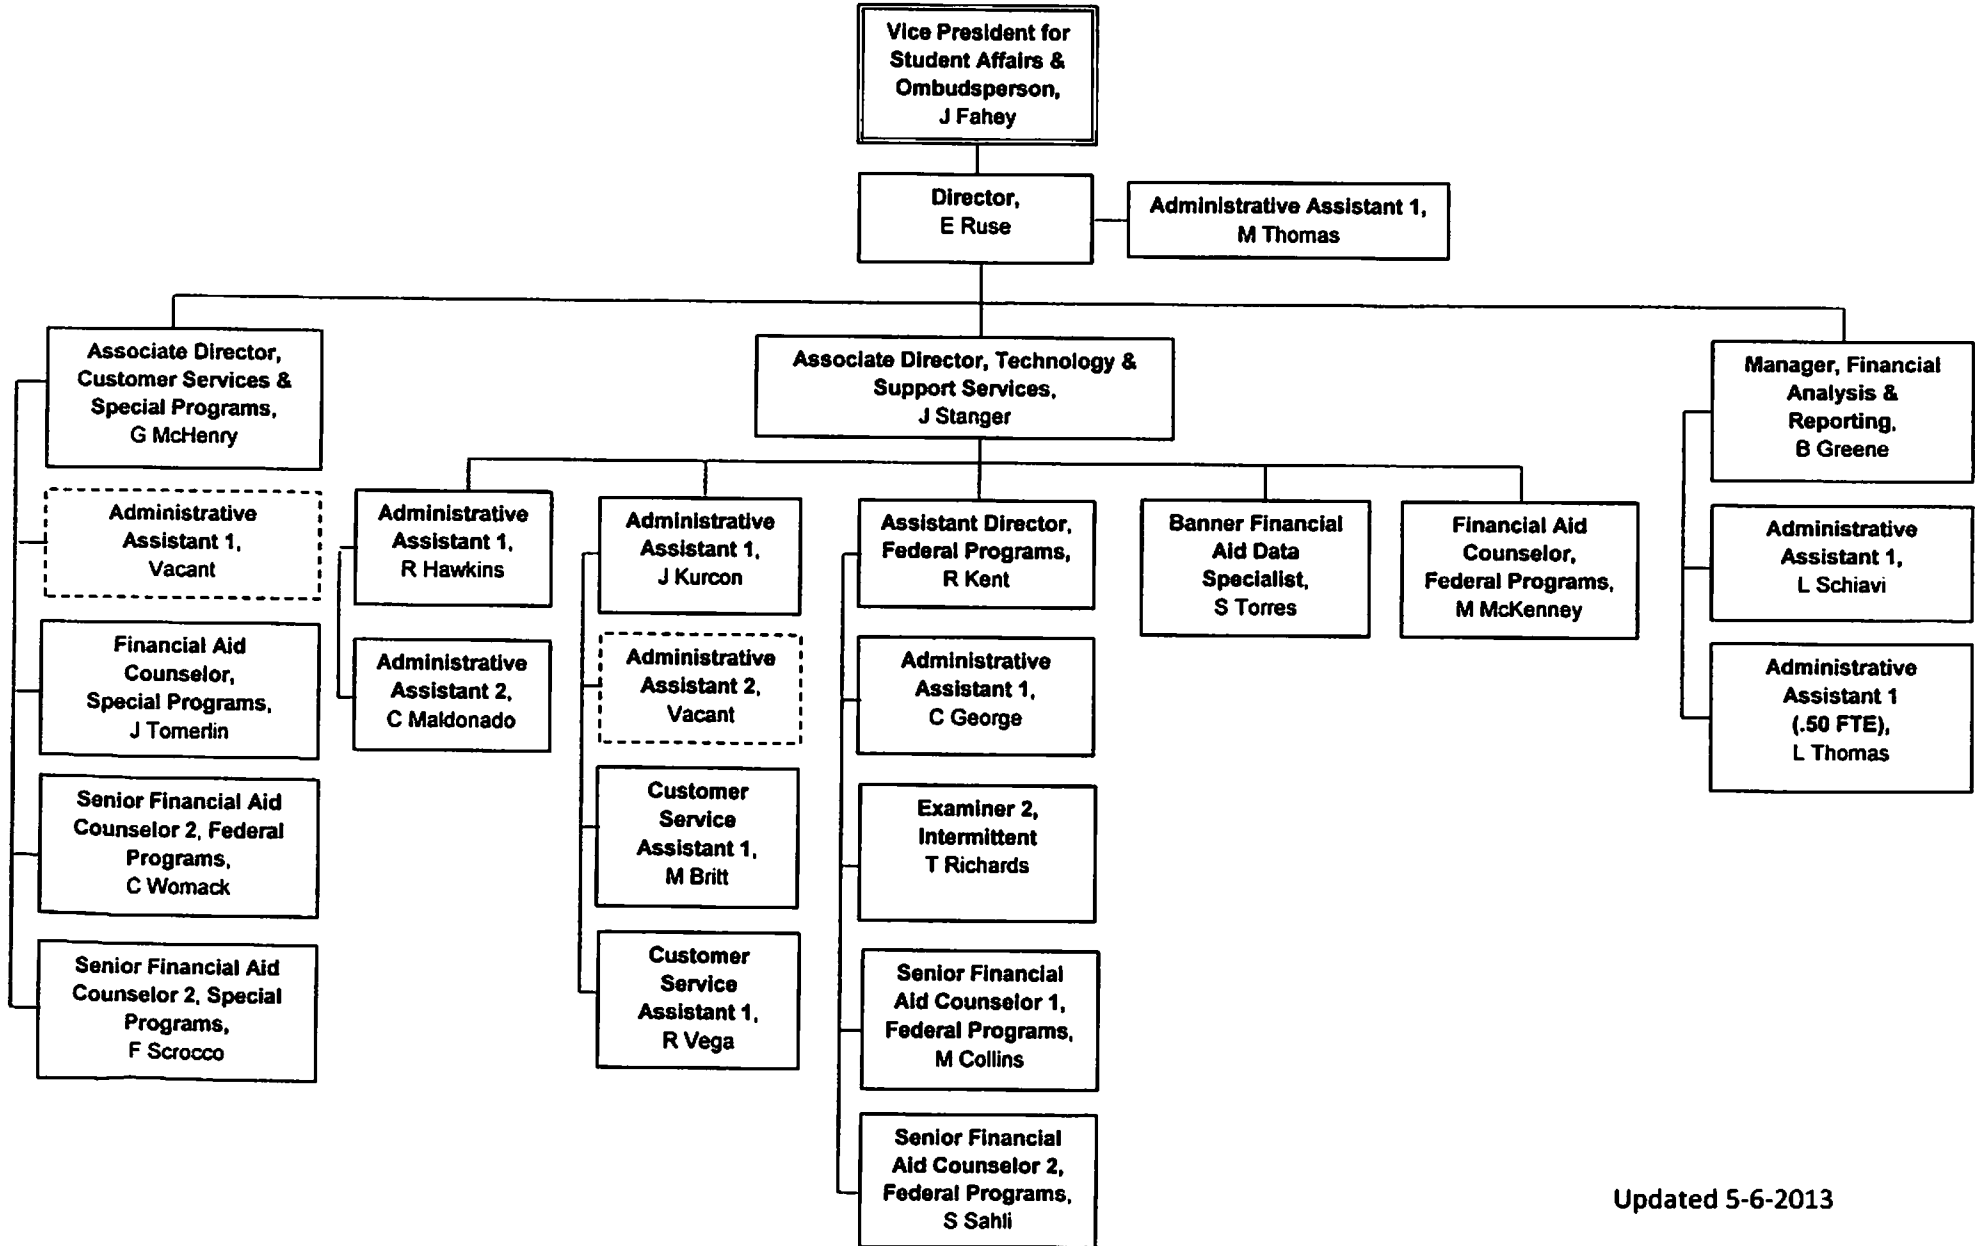 Vice President for
Student Affairs &
Ombudsperson,
J Fahey
Director,
E Ruse
Administrative Assistant 1,
M Thomas
Associate Director,
Customer Services &
Special Programs,
G McHenry
Administrative
Assistant 1,
Vacant
Financial Aid
Counselor,
Special Programs,
J Tomerlin
Senior Financial Aid
Counselor 2, Federal
Programs,
C Womack
Senior Financial Aid
Counselor 2, Special
Programs,
F Scrocco
Associate Director, Technology &
Support Services,
J Stanger
Administrative
Assistant 1,
R Hawkins
Administrative
Assistant 2,
C Maldonado
Administrative
Assistant 1,
J Kurcon
Administrative
Assistant 2,
Vacant
Customer
Service
Assistant 1,
M Britt
Customer
Service
Assistant 1,
R Vega
Assistant Director,
Federal Programs,
R Kent
Administrative
Assistant 1,
C George
Examiner 2,
Intermittent
T Richards
Senior Financial
Aid Counselor 1,
Federal Programs,
M Collins
Senior Financial
Aid Counselor 2,
Federal Programs,
S Sahli
Banner Financial
Aid Data
Specialist,
S Torres
Financial Aid
Counselor,
Federal Programs,
M McKenney
Manager, Financial
Analysis &
Reporting,
B Greene
Administrative
Assistant 1,
L Schiavi
Administrative
Assistant 1
(.50 FTE),
L Thomas
Updated 5-6-2013